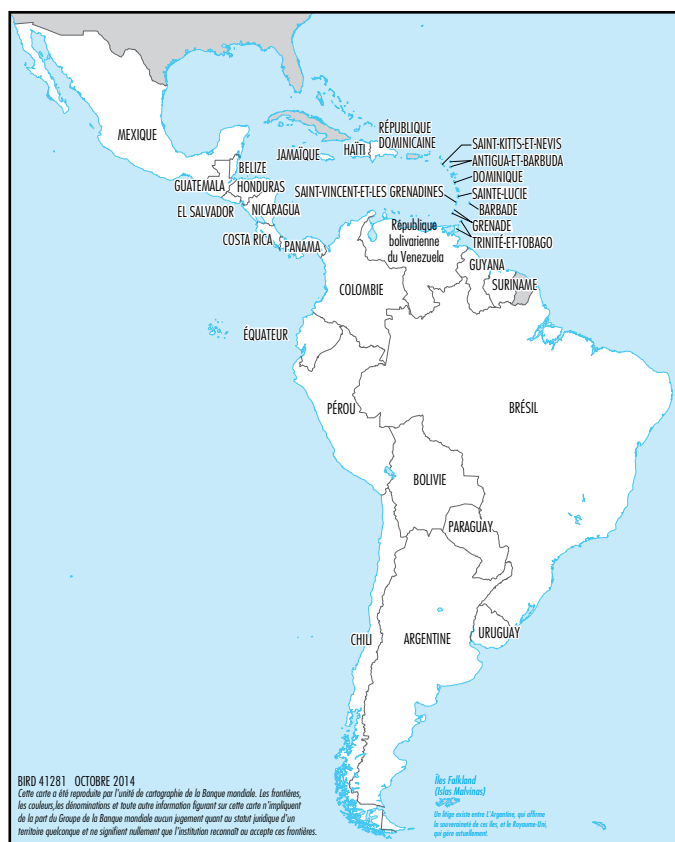 MEXIQUE
RÉPUBLIQUE
DOMINICAINE
HAÏTI
JAMAÏQUE
SAINT-KITTS-ET-NEVIS
ANTIGUA-ET-BARBUDA
DOMINIQUE
SAINTE-LUCIE
BARBADE
GRENADE
TRINITÉ-ET-TOBAGO
SAINT-VINCENT-ET-LES GRENADINES
BELIZE
GUATEMALA
HONDURAS
EL SALVADOR
NICARAGUA
COSTA RICA
PANAMA
République
bolivarienne
du Venezuela
GUYANA
SURINAME
COLOMBIE
ÉQUATEUR
PÉROU
BRÉSIL
BOLIVIE
PARAGUAY
CHILI
ARGENTINE
URUGUAY
BIRD 41281 OCTOBRE 2014
Cette carte a été reproduite par l'unité de cartographie de la Banque mondiale. Les frontières,
les couleurs,les dénominations et toute autre information figurant sur cette carte n'impliquent
de la part du Groupe de la Banque mondiale aucun jugement quant au statut juridique d'un
territoire quelconque et ne signifient nullement que l'institution reconnaît ou accepte ces frontières.
Îles Falkland
(Islas Malvinas)
Un litige existe entre L'Argentine, qui affirme
la souveraineté de ces îles, et le Royaume-Uni,
qui gère actuellement.